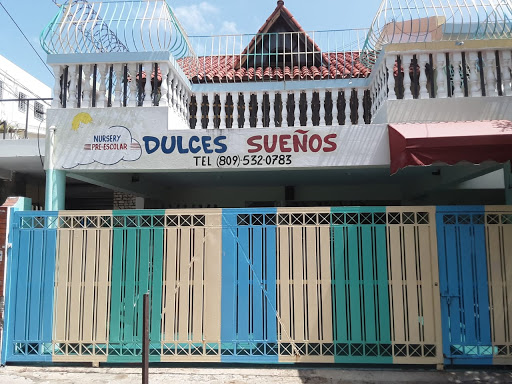 NURSERY
PRE-ESCOLAR
DULCES SUEÑOS
TEL (809)-532-0783